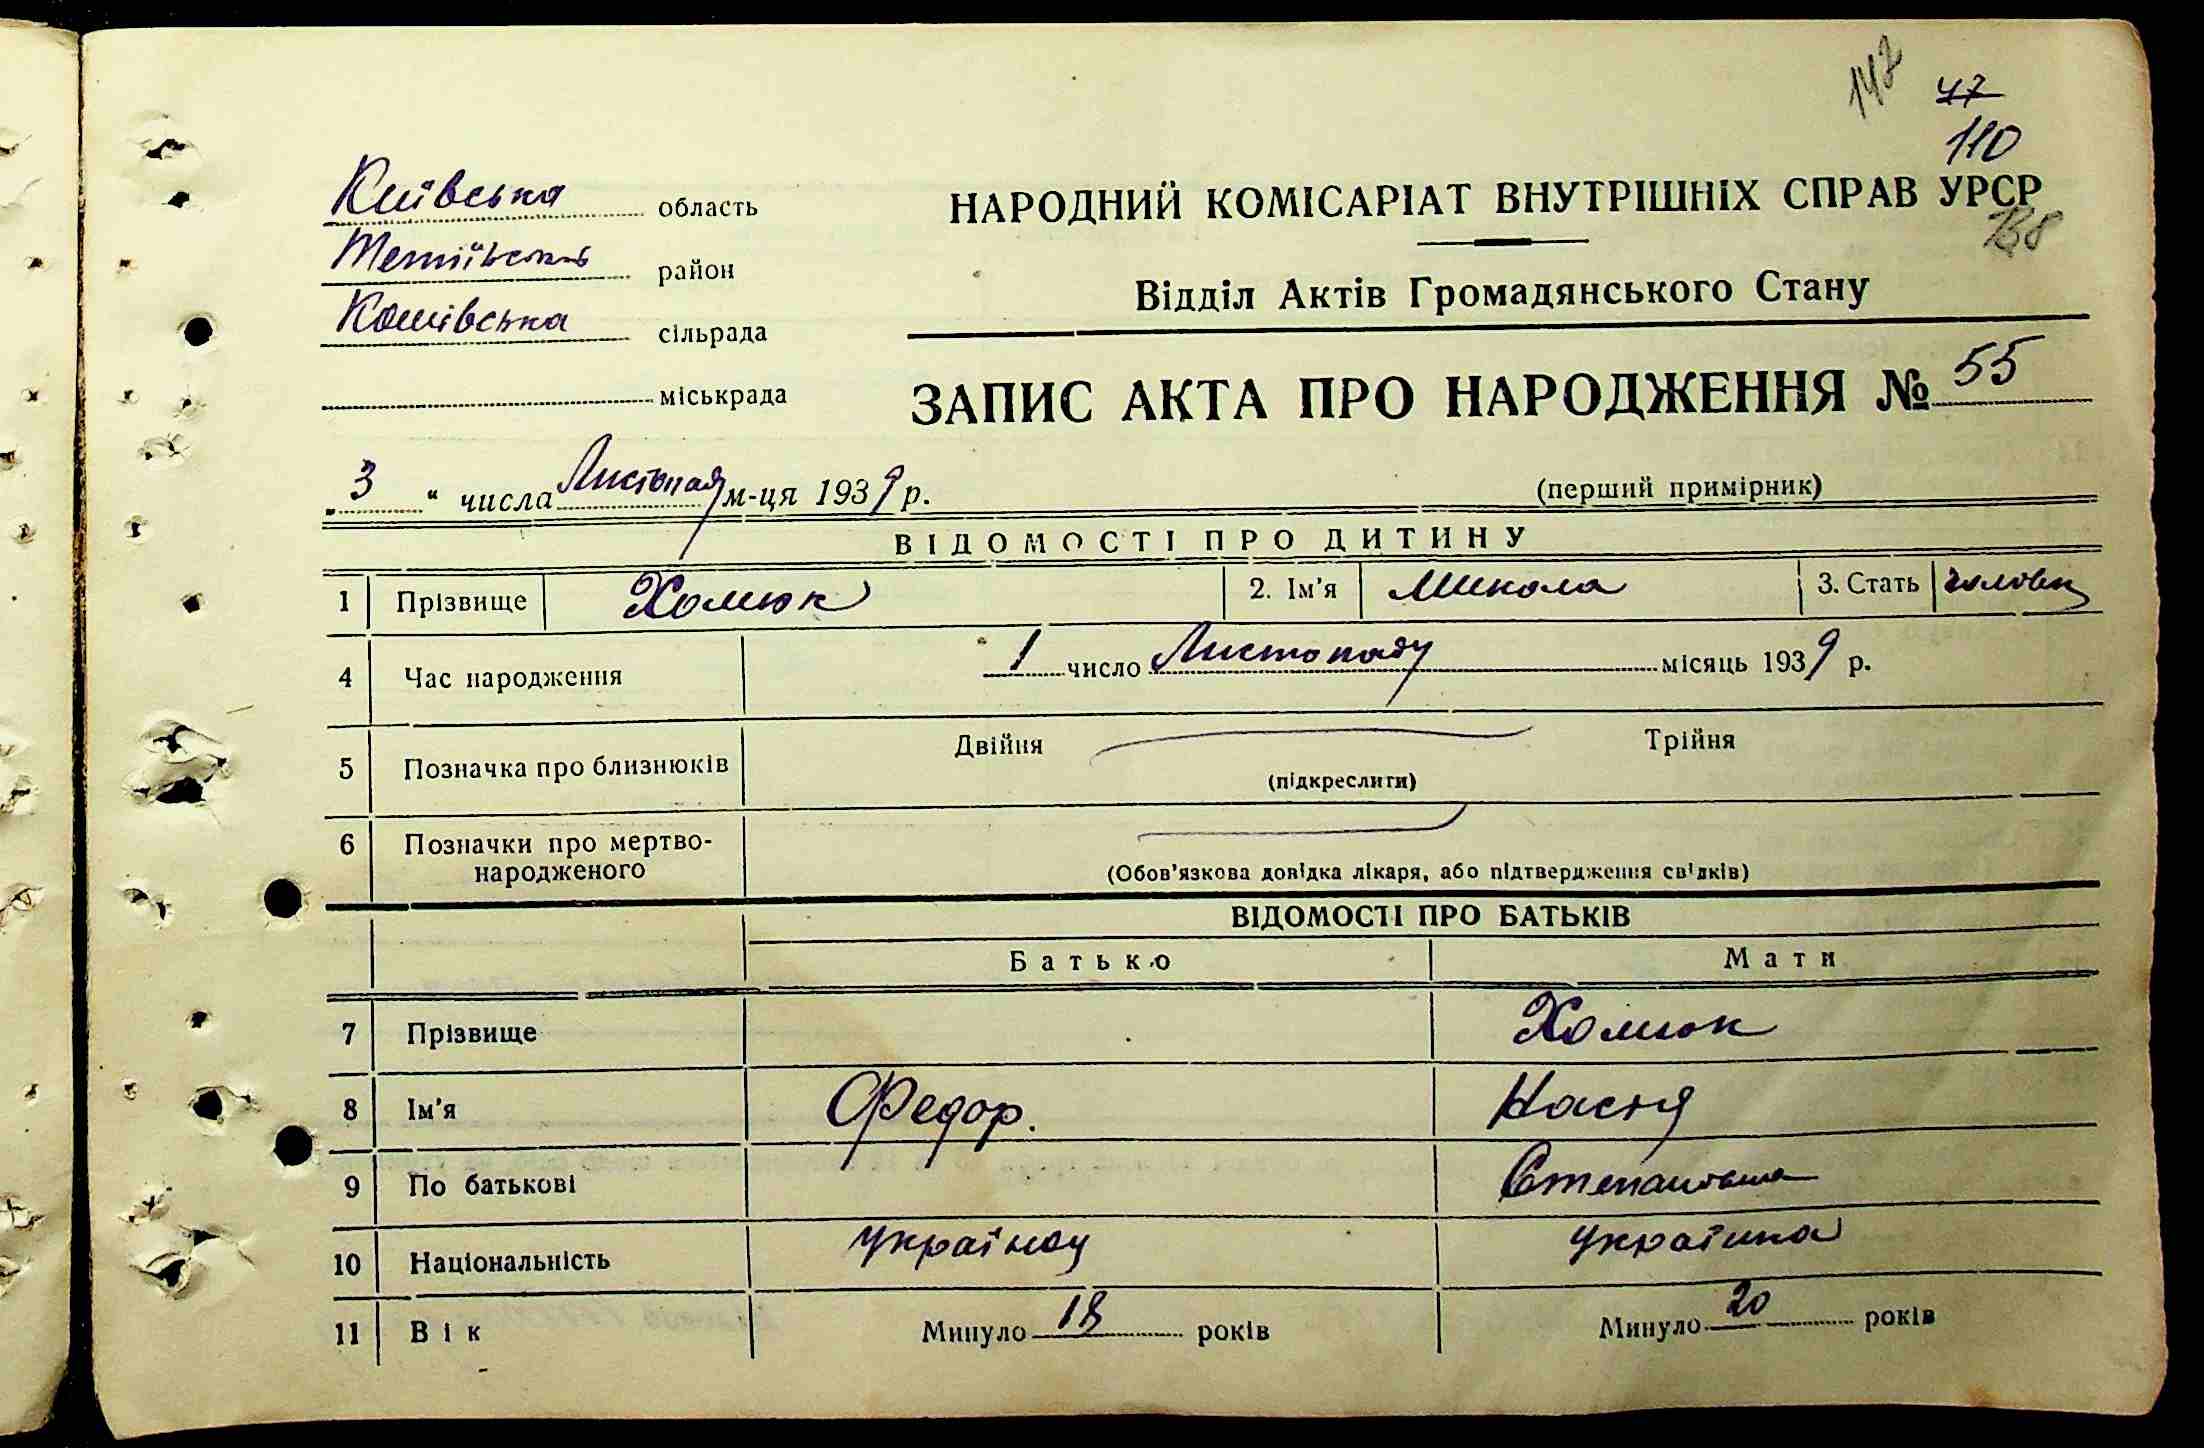 142
47
110
Київська область
НАРОДНИЙ КОМІСАРІАТ ВНУТРІШНІХ СПРАВ УРСР
Тетіївський район
Відділ Актів Громадянського Стану
Кошівська сільрада
міськрада
ЗАПИС АКТА ПРО НАРОДЖЕННЯ № 55
„ 3 “ числа Листопаду м-ця 1939 р.
(перший примірник)
ВІДОМОСТІ ПРО ДИТИНУ
1 Прізвище Хомюк 2. Ім'я Микола 3. Стать
4 Час народження 1 число Листопаду місяць 1939 р.
5 Позначка про близнюків Двійня Трійня
(підкреслити)
6 Позначки про мертво-
народженого
(Обов'язкова довідка лікаря, або підтвердження свідків)
ВІДОМОСТІ ПРО БАТЬКІВ
Батько Мати
7 Прізвище Хомюк
8 Ім'я Федор. Настя
9 По батькові Степановна
10 Національність Українец Українка
11 Вік Минуло 18 років Минуло 20 років